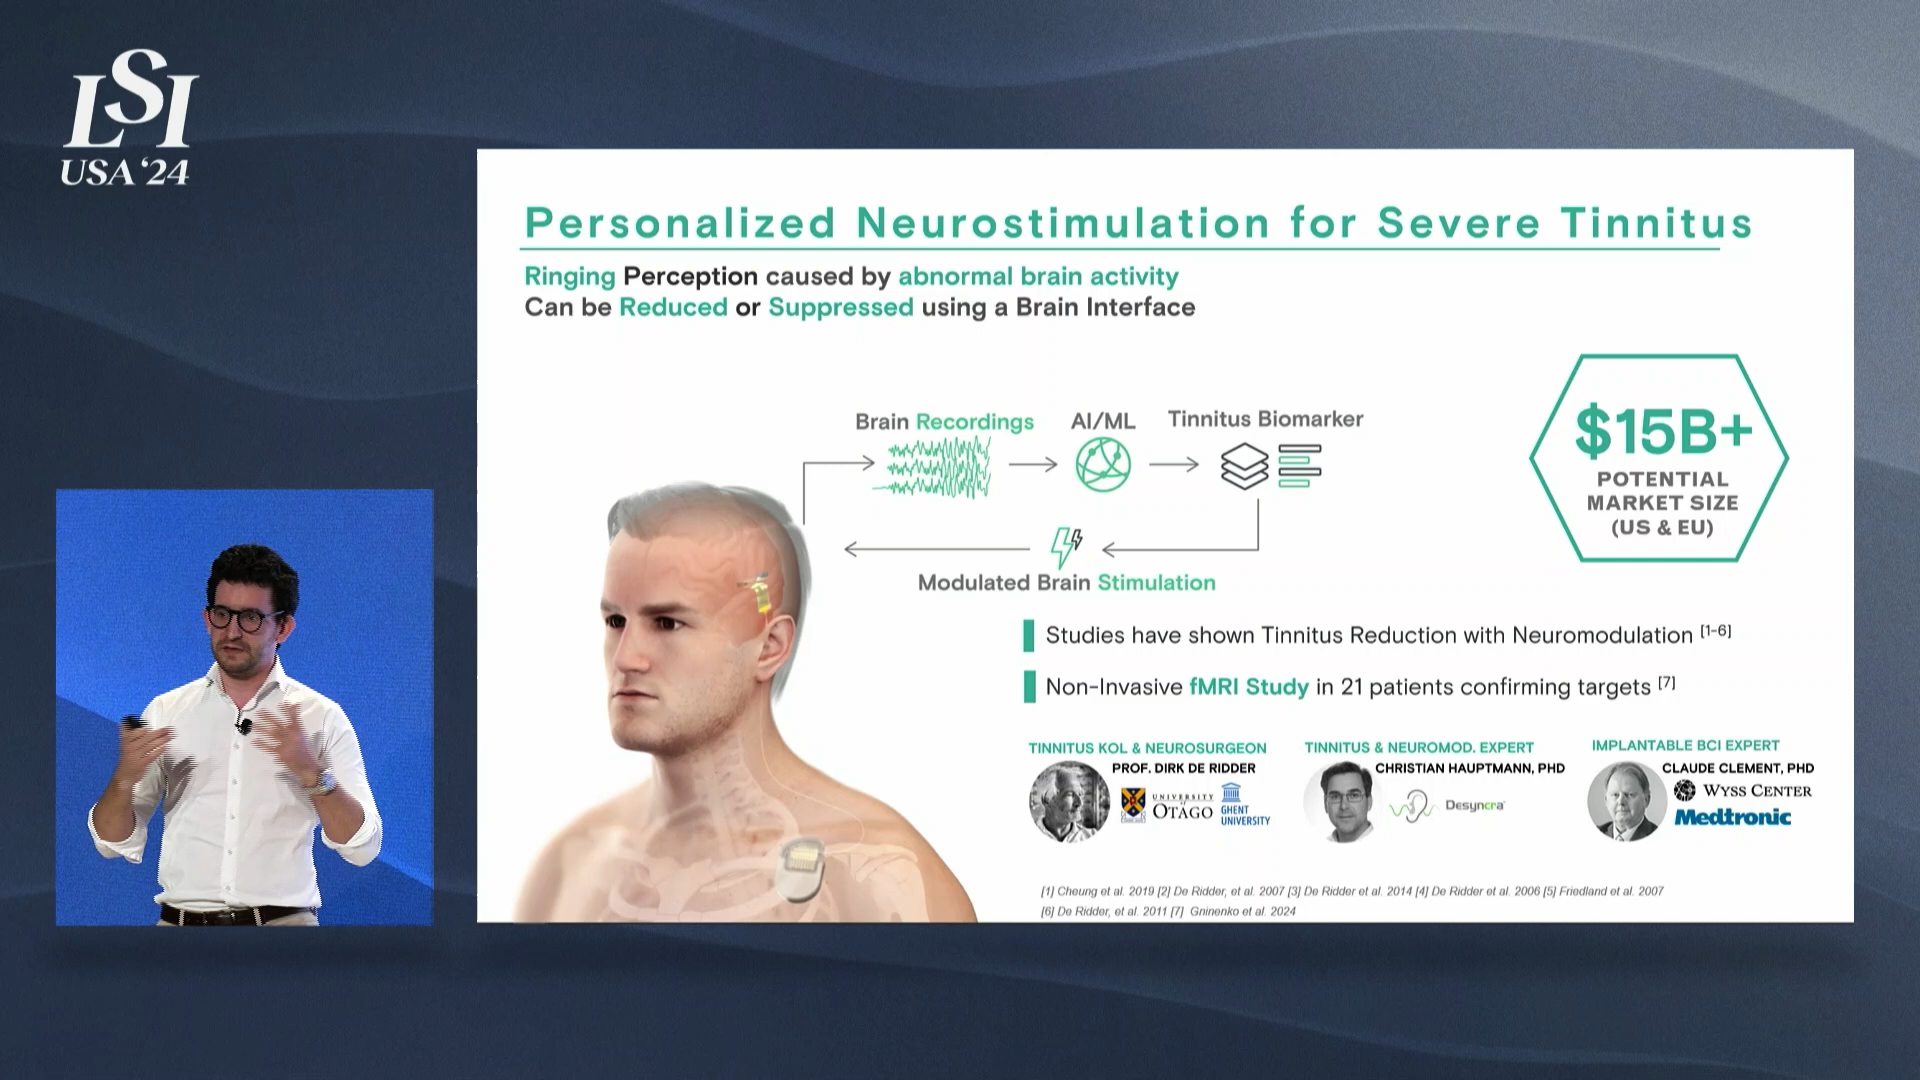 LSI
USA '24
Personalized Neurostimulation for Severe Tinnitus
Ringing Perception caused by abnormal brain activity
Can be Reduced or Suppressed using a Brain Interface
Brain Recordings
AI/ML
Tinnitus Biomarker
Modulated Brain Stimulation
$15B+
POTENTIAL
MARKET SIZE
(US & EU)
Studies have shown Tinnitus Reduction with Neuromodulation [1-6]
Non-Invasive fMRI Study in 21 patients confirming targets [7]
TINNITUS KOL & NEUROSURGEON
PROF. DIRK DE RIDDER
UNIVERSITY
of
OTAGO
GHENT
UNIVERSITY
TINNITUS & NEUROMOD. EXPERT
CHRISTIAN HAUPTMANN, PHD
Desyncra
IMPLANTABLE BCI EXPERT
CLAUDE CLEMENT, PHD
WYSS CENTER
Medtronic
[1] Cheung et al. 2019 [2] De Ridder, et al. 2007 [3] De Ridder et al. 2014 [4] De Ridder et al. 2006 [5] Friedland et al. 2007
[6] De Ridder, et al. 2011 [7] Gninenko et al. 2024